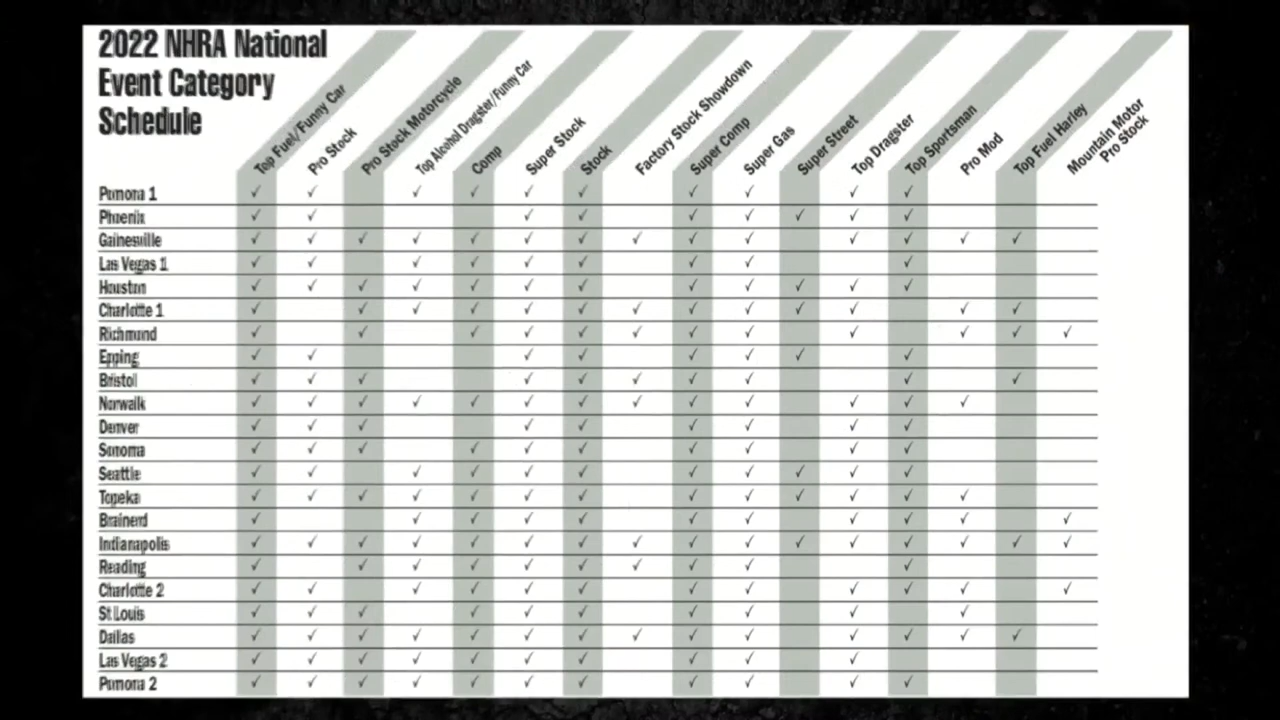 2022 NHRA National
Event Category
Schedule
Top Fuel/Funny Car
Pro Stock
Pro Stock Motorcycle
Top Alcohol Dragster/Funny Car
Comp
Super Stock
Stock
Factory Stock Showdown
Super Comp
Super Gas
Super Street
Top Dragster
Top Sportsman
Pro Mod
Top Fuel Harley
Mountain Motor
Pro Stock
Pomona 1 ✓ ✓ ✓ ✓ ✓ ✓ ✓ ✓ ✓ ✓
Phoenix ✓ ✓ ✓ ✓ ✓ ✓ ✓ ✓ ✓
Gainesville ✓ ✓ ✓ ✓ ✓ ✓ ✓ ✓ ✓ ✓ ✓ ✓ ✓ ✓
Las Vegas 1 ✓ ✓ ✓ ✓ ✓ ✓ ✓ ✓ ✓
Houston ✓ ✓ ✓ ✓ ✓ ✓ ✓ ✓ ✓ ✓ ✓ ✓
Charlotte 1 ✓ ✓ ✓ ✓ ✓ ✓ ✓ ✓ ✓ ✓ ✓ ✓ ✓
Richmond ✓ ✓ ✓ ✓ ✓ ✓ ✓ ✓ ✓ ✓ ✓ ✓
Epping ✓ ✓ ✓ ✓ ✓ ✓ ✓ ✓
Bristol ✓ ✓ ✓ ✓ ✓ ✓ ✓ ✓ ✓ ✓
Norwalk ✓ ✓ ✓ ✓ ✓ ✓ ✓ ✓ ✓ ✓ ✓ ✓ ✓
Denver ✓ ✓ ✓ ✓ ✓ ✓ ✓ ✓ ✓
Sonoma ✓ ✓ ✓ ✓ ✓ ✓ ✓ ✓ ✓ ✓
Seattle ✓ ✓ ✓ ✓ ✓ ✓ ✓ ✓ ✓ ✓ ✓
Topeka ✓ ✓ ✓ ✓ ✓ ✓ ✓ ✓ ✓ ✓ ✓ ✓ ✓
Brainerd ✓ ✓ ✓ ✓ ✓ ✓ ✓ ✓ ✓ ✓ ✓
Indianapolis ✓ ✓ ✓ ✓ ✓ ✓ ✓ ✓ ✓ ✓ ✓ ✓ ✓ ✓ ✓ ✓
Reading ✓ ✓ ✓ ✓ ✓ ✓ ✓ ✓ ✓ ✓
Charlotte 2 ✓ ✓ ✓ ✓ ✓ ✓ ✓ ✓ ✓ ✓ ✓ ✓
St Louis ✓ ✓ ✓ ✓ ✓ ✓ ✓ ✓ ✓ ✓
Dallas ✓ ✓ ✓ ✓ ✓ ✓ ✓ ✓ ✓ ✓ ✓ ✓ ✓ ✓
Las Vegas 2 ✓ ✓ ✓ ✓ ✓ ✓ ✓ ✓ ✓ ✓
Pomona 2 ✓ ✓ ✓ ✓ ✓ ✓ ✓ ✓ ✓ ✓ ✓